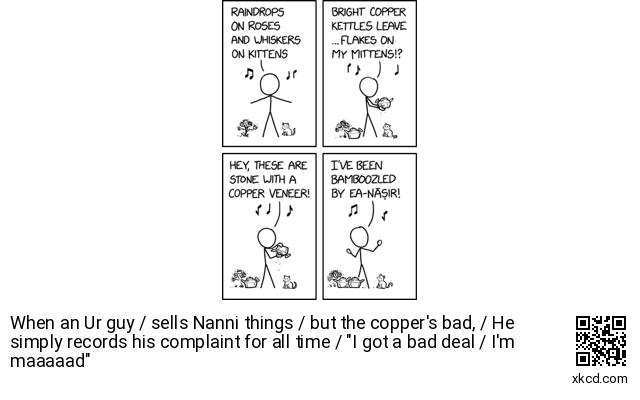 RAINDROPS
ON ROSES
AND WHISKERS
ON KITTENS
BRIGHT COPPER
KETTLES LEAVE
...FLAKES ON
MY MITTENS!?
HEY, THESE ARE
STONE WITH A
COPPER VENEER!
I'VE BEEN
BAMBOOZLED
BY EA-NĀṢIR!
When an Ur guy / sells Nanni things / but the copper's bad, / He
simply records his complaint for all time / "I got a bad deal / I'm
maaaaad"
xkcd.com